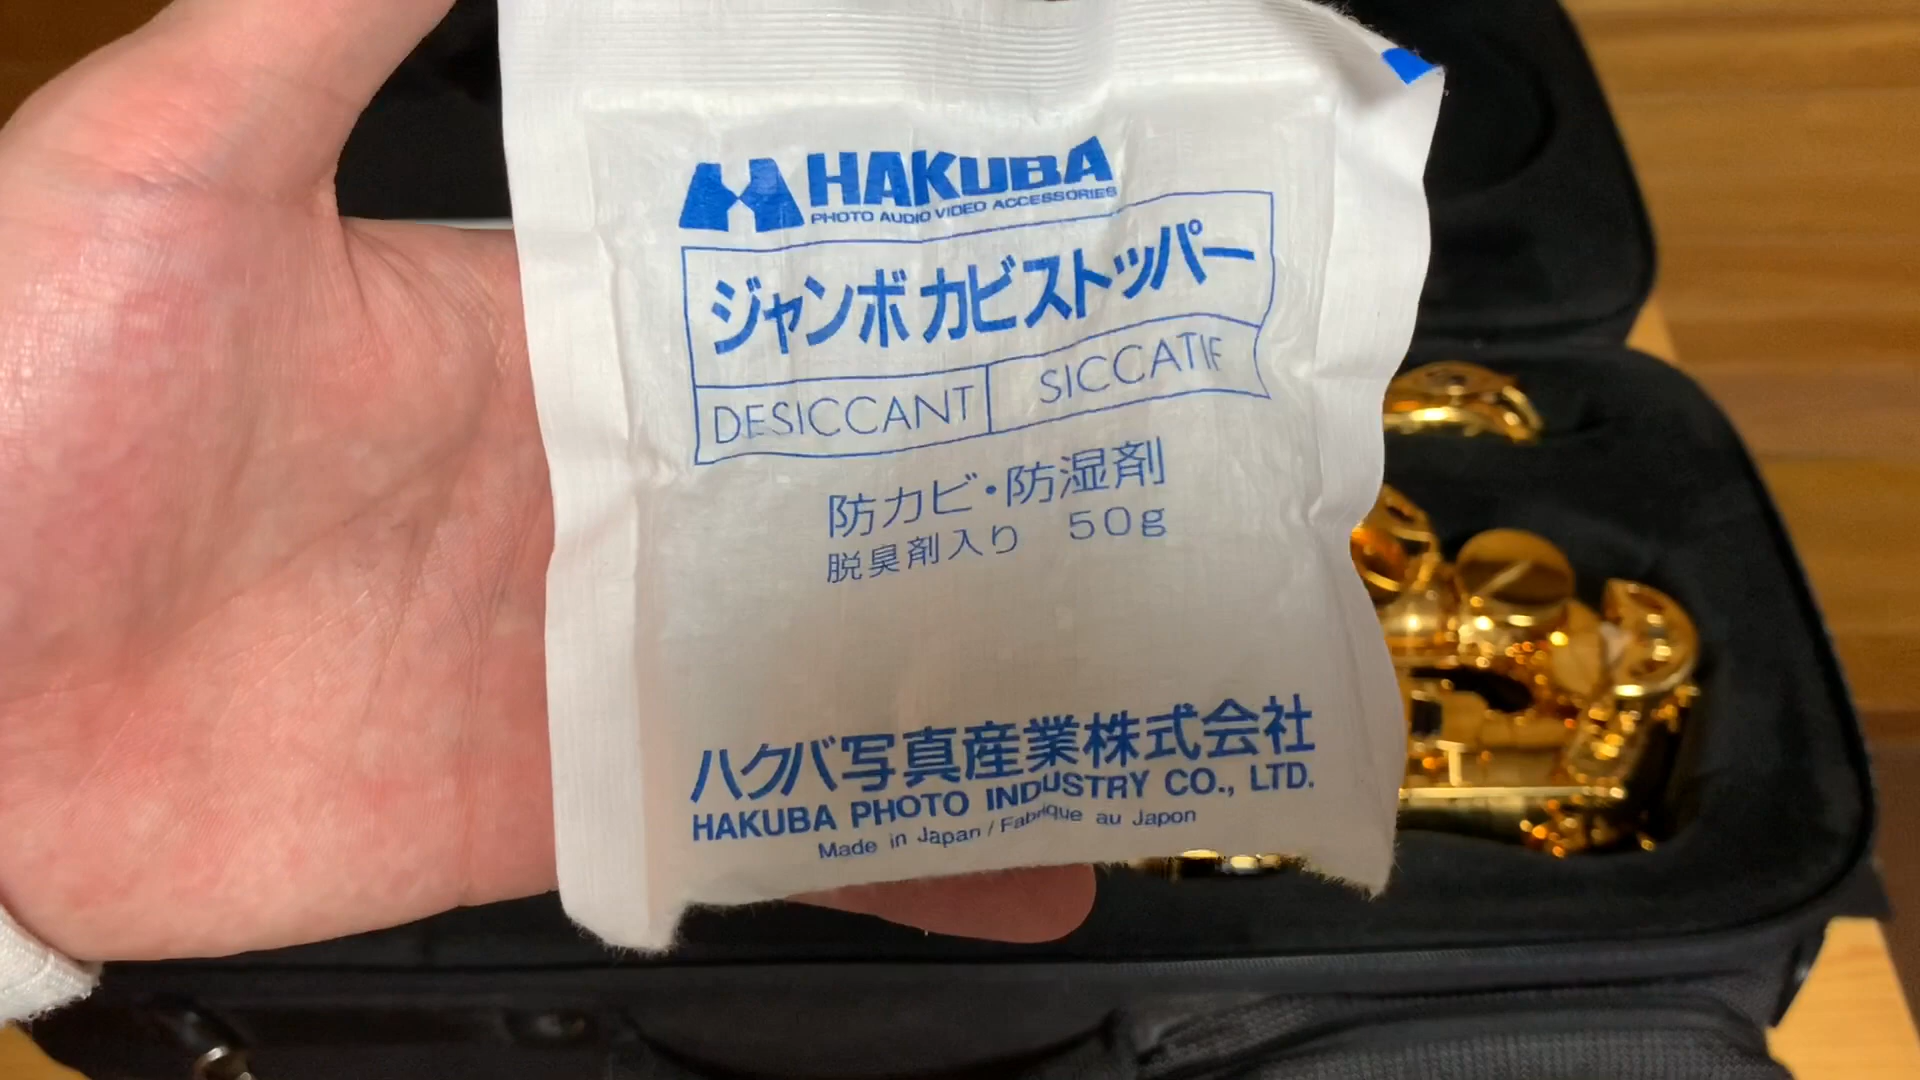 HAKUBA
PHOTO AUDIO VIDEO ACCESSORIES
ジャンボカビストッパー
DESICCANT SICCATIF
防カビ・防湿剤
脱臭剤入り 50g
ハクバ写真産業株式会社
HAKUBA PHOTO INDUSTRY CO., LTD.
Made in Japan / Fabrique au Japon